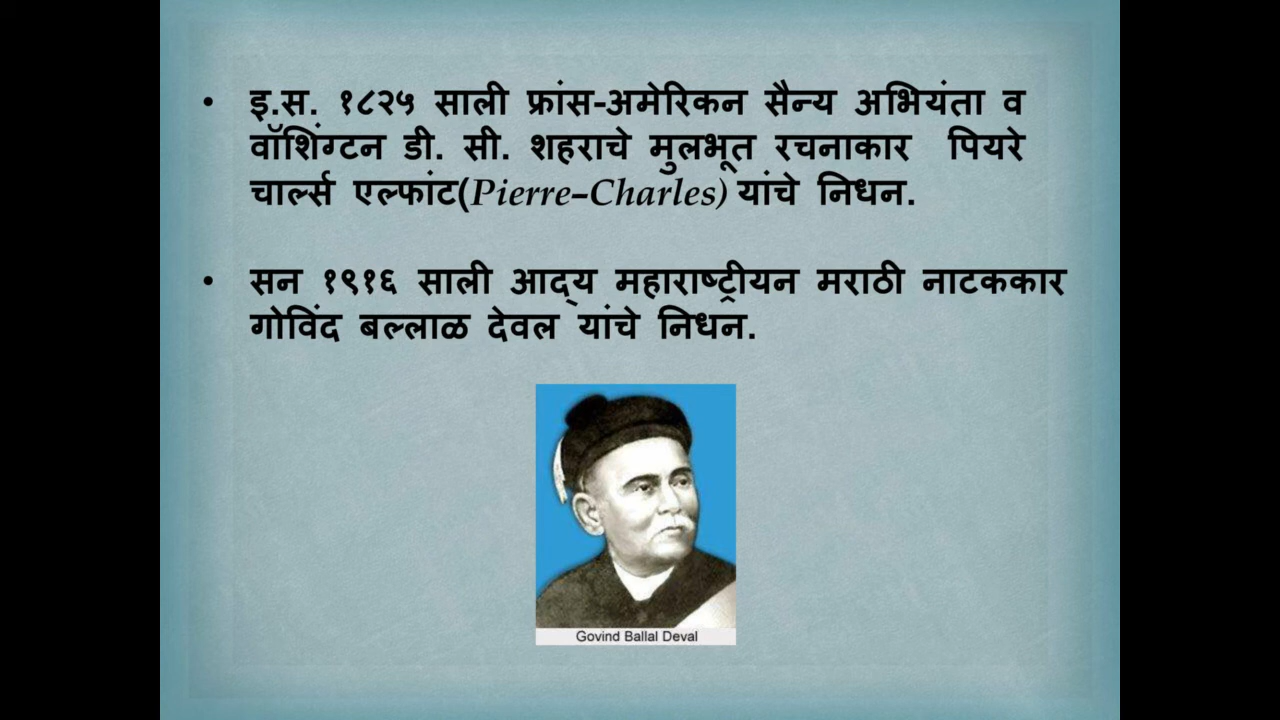 • इ.स. १८२५ साली फ्रांस-अमेरिकन सैन्य अभियंता व
वॉशिंग्टन डी. सी. शहराचे मुलभूत रचनाकार पियरे
चार्ल्स एल्फांट(Pierre–Charles) यांचे निधन.
• सन १९१६ साली आद्य महाराष्ट्रीयन मराठी नाटककार
गोविंद बल्लाळ देवल यांचे निधन.
Govind Ballal Deval